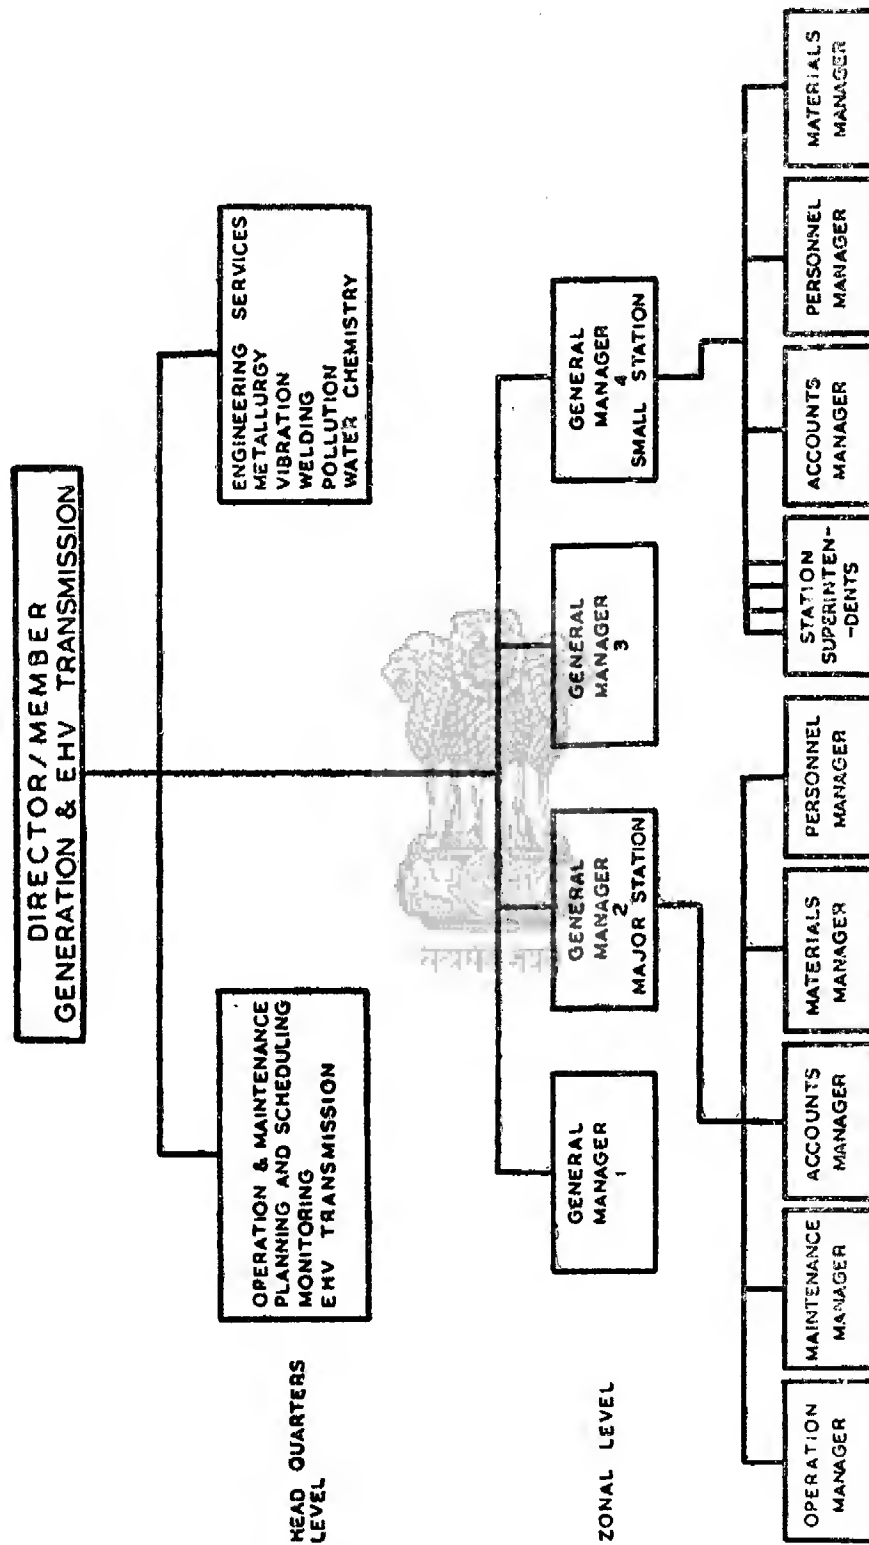 DIRECTOR/MEMBER
GENERATION & EHV TRANSMISSION
HEAD QUARTERS
LEVEL
OPERATION & MAINTENANCE
PLANNING AND SCHEDULING
MONITORING
EHV TRANSMISSION
ENGINEERING SERVICES
METALLURGY
VIBRATION
WELDING
POLLUTION
WATER CHEMISTRY
ZONAL LEVEL
GENERAL
MANAGER
1
GENERAL
MANAGER
2
MAJOR STATION
GENERAL
MANAGER
3
GENERAL
MANAGER
4
SMALL STATION
OPERATION
MANAGER
MAINTENANCE
MANAGER
ACCOUNTS
MANAGER
MATERIALS
MANAGER
PERSONNEL
MANAGER
STATION
SUPERINTEN-
-DENTS
ACCOUNTS
MANAGER
PERSONNEL
MANAGER
MATERIALS
MANAGER